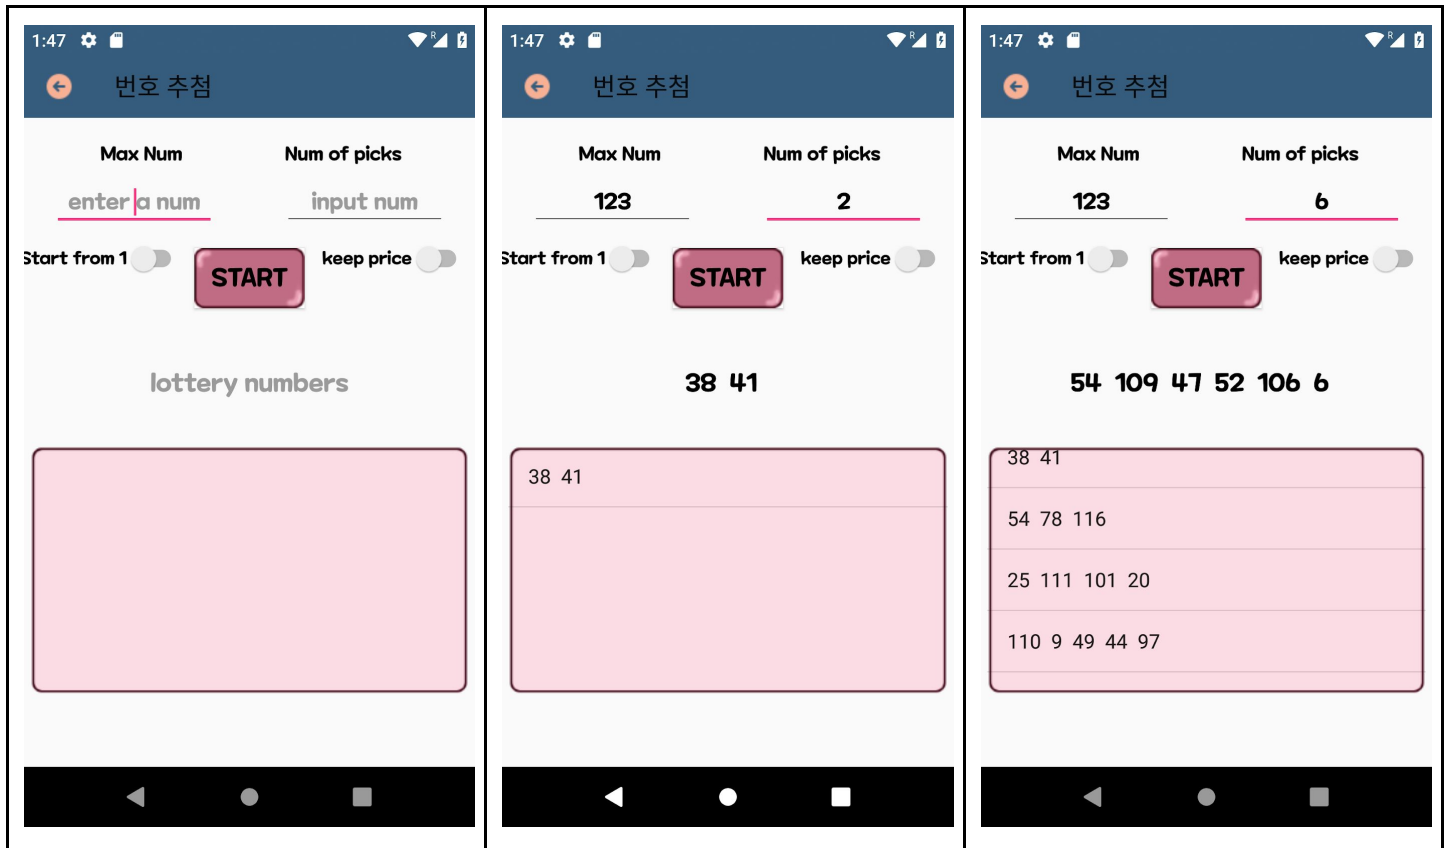 1:47
번호 추첨
Max Num Num of picks
enter a num input num
Start from 1 START keep price
lottery numbers
1:47
번호 추첨
Max Num Num of picks
123 2
Start from 1 START keep price
38 41
38 41
1:47
번호 추첨
Max Num Num of picks
123 6
Start from 1 START keep price
54 109 47 52 106 6
38 41
54 78 116
25 111 101 20
110 9 49 44 97